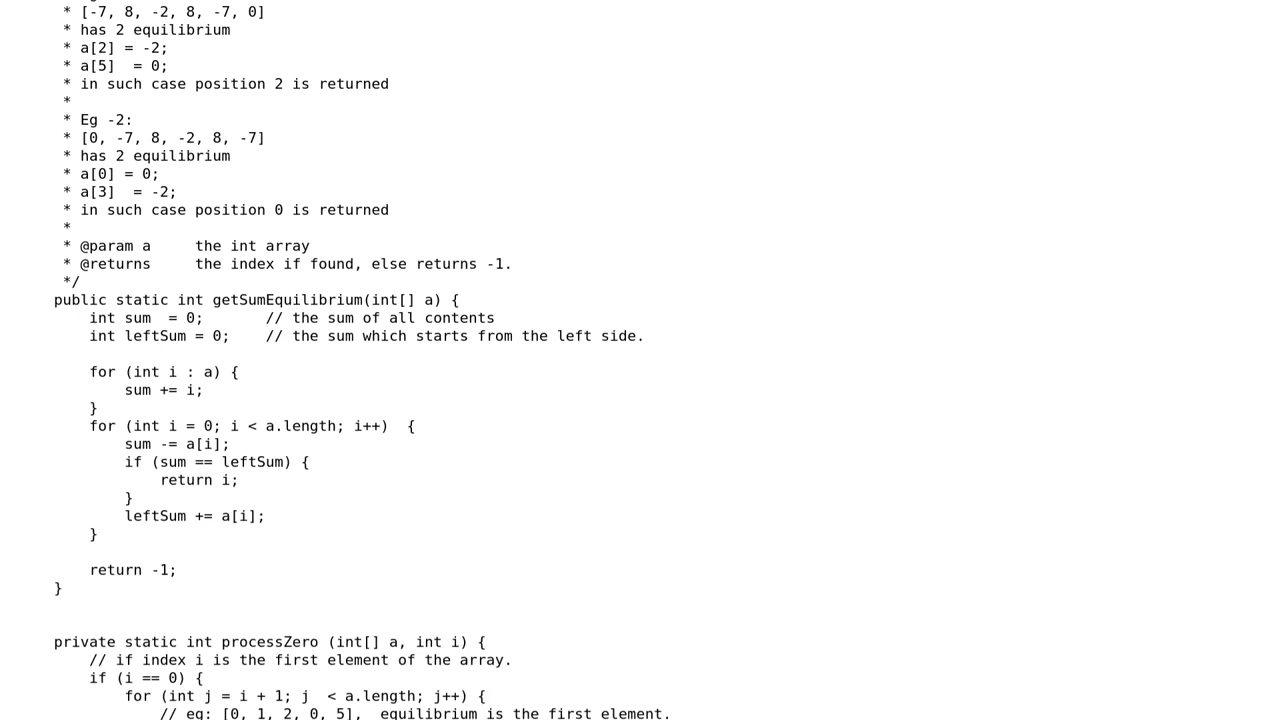 * [-7, 8, -2, 8, -7, 0]
* has 2 equilibrium
* a[2] = -2;
* a[5]  = 0;
* in such case position 2 is returned
*
* Eg -2:
* [0, -7, 8, -2, 8, -7]
* has 2 equilibrium
* a[0] = 0;
* a[3]  = -2;
* in such case position 0 is returned
*
* @param a     the int array
* @returns     the index if found, else returns -1.
*/
public static int getSumEquilibrium(int[] a) {
    int sum  = 0;       // the sum of all contents
    int leftSum = 0;    // the sum which starts from the left side.

    for (int i : a) {
        sum += i;
    }
    for (int i = 0; i < a.length; i++)  {
        sum -= a[i];
        if (sum == leftSum) {
            return i;
        }
        leftSum += a[i];
    }

    return -1;
}


private static int processZero (int[] a, int i) {
    // if index i is the first element of the array.
    if (i == 0) {
        for (int j = i + 1; j  < a.length; j++) {
            // eg: [0, 1, 2, 0, 5],  equilibrium is the first element.